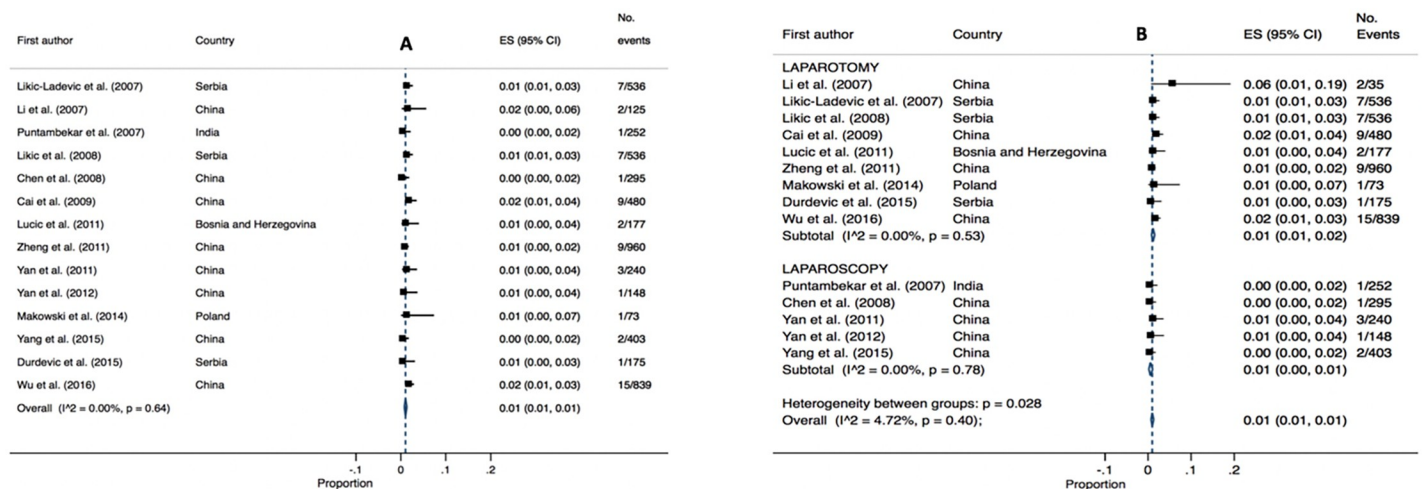 No.
First author Country A ES (95% CI) events
Likic-Ladevic et al. (2007) Serbia 0.01 (0.01, 0.03) 7/536
Li et al. (2007) China 0.02 (0.00, 0.06) 2/125
Puntambekar et al. (2007) India 0.00 (0.00, 0.02) 1/252
Likic et al. (2008) Serbia 0.01 (0.01, 0.03) 7/536
Chen et al. (2008) China 0.00 (0.00, 0.02) 1/295
Cai et al. (2009) China 0.02 (0.01, 0.04) 9/480
Lucic et al. (2011) Bosnia and Herzegovina 0.01 (0.00, 0.04) 2/177
Zheng et al. (2011) China 0.01 (0.00, 0.02) 9/960
Yan et al. (2011) China 0.01 (0.00, 0.04) 3/240
Yan et al. (2012) China 0.01 (0.00, 0.04) 1/148
Makowski et al. (2014) Poland 0.01 (0.00, 0.07) 1/73
Yang et al. (2015) China 0.00 (0.00, 0.02) 2/403
Durdevic et al. (2015) Serbia 0.01 (0.00, 0.03) 1/175
Wu et al. (2016) China 0.02 (0.01, 0.03) 15/839
Overall (I^2 = 0.00%, p = 0.64) 0.01 (0.01, 0.01)
-.1 0 .1 .2
Proportion
No.
First author Country B ES (95% CI) Events
LAPAROTOMY
Li et al. (2007) China 0.06 (0.01, 0.19) 2/35
Likic-Ladevic et al. (2007) Serbia 0.01 (0.01, 0.03) 7/536
Likic et al. (2008) Serbia 0.01 (0.01, 0.03) 7/536
Cai et al. (2009) China 0.02 (0.01, 0.04) 9/480
Lucic et al. (2011) Bosnia and Herzegovina 0.01 (0.00, 0.04) 2/177
Zheng et al. (2011) China 0.01 (0.00, 0.02) 9/960
Makowski et al. (2014) Poland 0.01 (0.00, 0.07) 1/73
Durdevic et al. (2015) Serbia 0.01 (0.00, 0.03) 1/175
Wu et al. (2016) China 0.02 (0.01, 0.03) 15/839
Subtotal (I^2 = 0.00%, p = 0.53) 0.01 (0.01, 0.02)
LAPAROSCOPY
Puntambekar et al. (2007) India 0.00 (0.00, 0.02) 1/252
Chen et al. (2008) China 0.00 (0.00, 0.02) 1/295
Yan et al. (2011) China 0.01 (0.00, 0.04) 3/240
Yan et al. (2012) China 0.01 (0.00, 0.04) 1/148
Yang et al. (2015) China 0.00 (0.00, 0.02) 2/403
Subtotal (I^2 = 0.00%, p = 0.78) 0.01 (0.00, 0.01)
Heterogeneity between groups: p = 0.028
Overall (I^2 = 4.72%, p = 0.40); 0.01 (0.01, 0.01)
-.1 0 .1 .2
Proportion